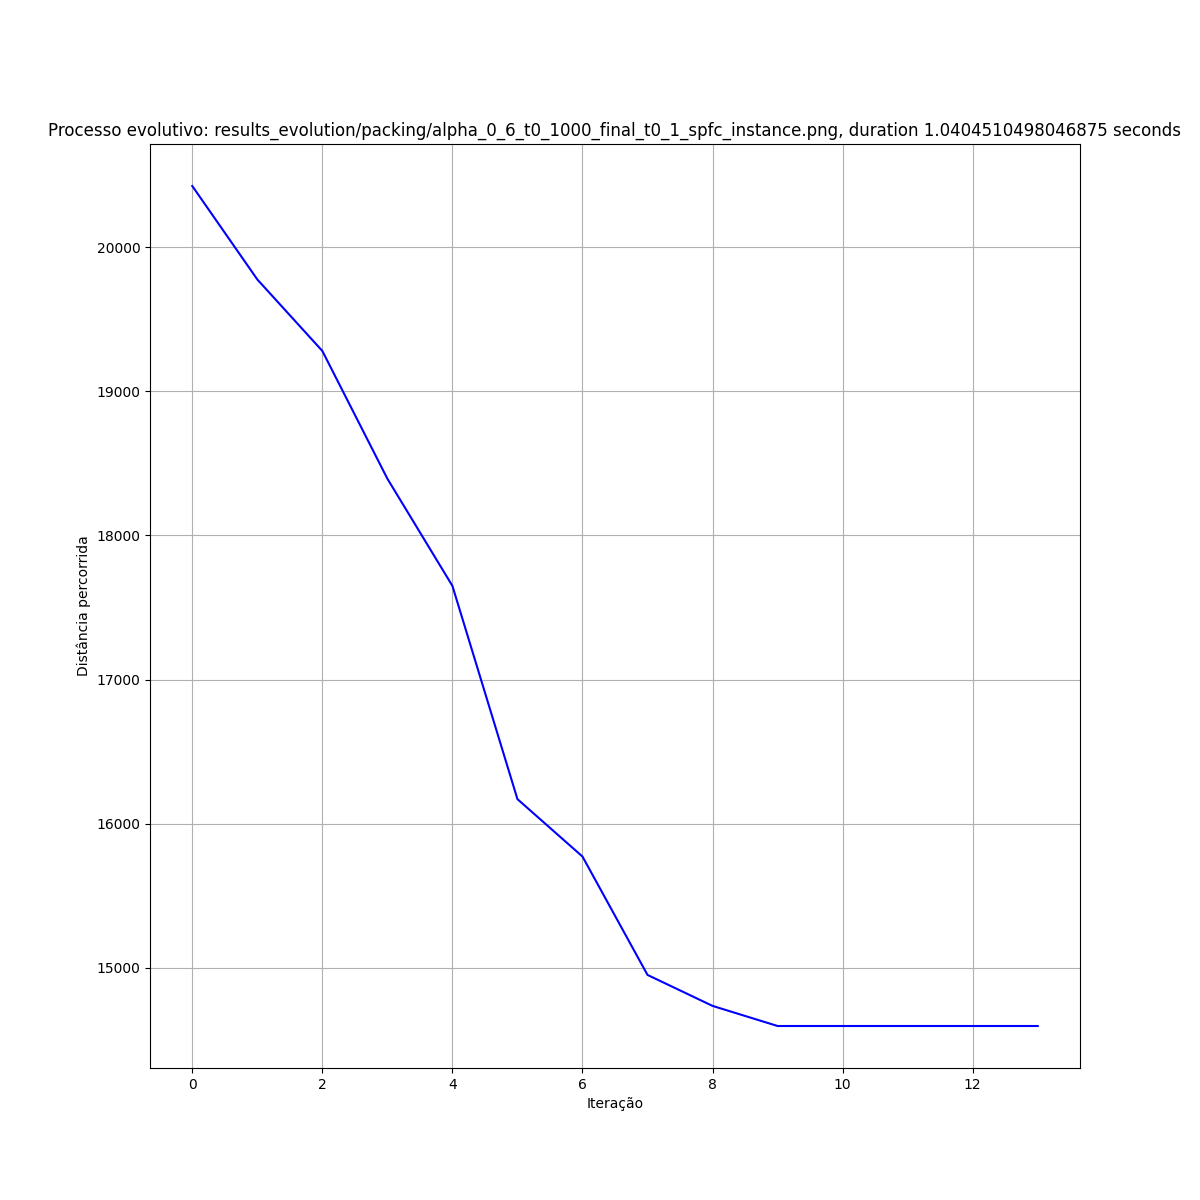 Processo evolutivo: results_evolution/packing/alpha_0_6_t0_1000_final_t0_1_spfc_instance.png, duration 1.0404510498046875 seconds
20000
19000
18000
17000
16000
15000
Distância percorrida
0 2 4 6 8 10 12
Iteração